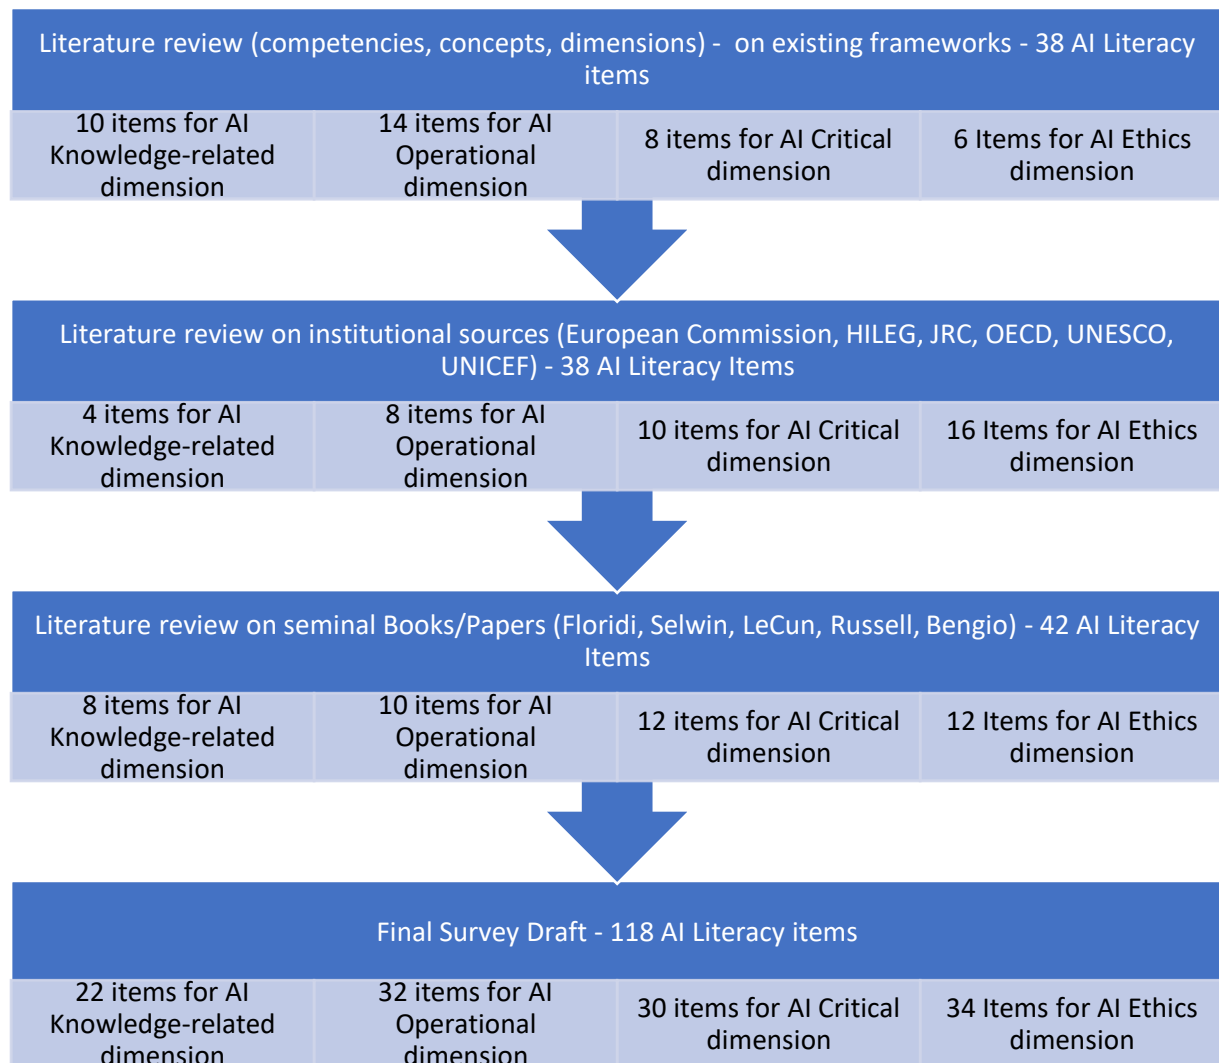 Literature review (competencies, concepts, dimensions) -  on existing frameworks - 38 AI Literacy
items
10 items for AI
Knowledge-related
dimension
14 items for AI
Operational
dimension
8 items for AI Critical
dimension
6 Items for AI Ethics
dimension
Literature review on institutional sources (European Commission, HILEG, JRC, OECD, UNESCO,
UNICEF) - 38 AI Literacy Items
4 items for AI
Knowledge-related
dimension
8 items for AI
Operational
dimension
10 items for AI Critical
dimension
16 Items for AI Ethics
dimension
Literature review on seminal Books/Papers (Floridi, Selwin, LeCun, Russell, Bengio) - 42 AI Literacy
Items
8 items for AI
Knowledge-related
dimension
10 items for AI
Operational
dimension
12 items for AI Critical
dimension
12 Items for AI Ethics
dimension
Final Survey Draft - 118 AI Literacy items
22 items for AI
Knowledge-related
dimension
32 items for AI
Operational
dimension
30 items for AI Critical
dimension
34 Items for AI Ethics
dimension